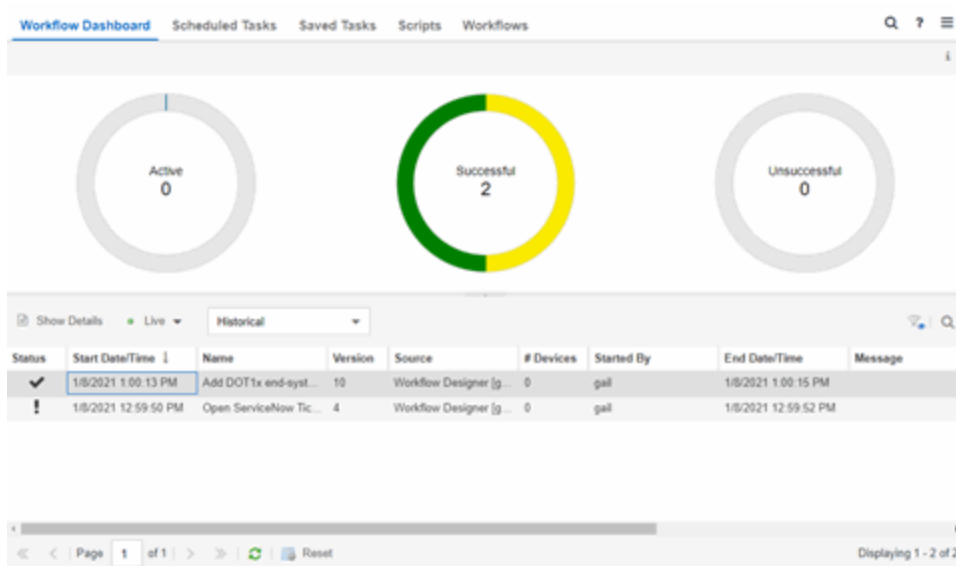 Workflow Dashboard Scheduled Tasks Saved Tasks Scripts Workflows ?
i
Active
0
Successful
2
Unsuccessful
0
Show Details Live Historical
Status Start Date/Time ↓ Name Version Source # Devices Started By End Date/Time Message
1/8/2021 1:00:13 PM Add DOT1x end-syst... 10 Workflow Designer [g... 0 gail 1/8/2021 1:00:15 PM
! 1/8/2021 12:59:50 PM Open ServiceNow Tic... 4 Workflow Designer [g... 0 gail 1/8/2021 12:59:52 PM
Page 1 of 1 Reset Displaying 1 - 2 of 2